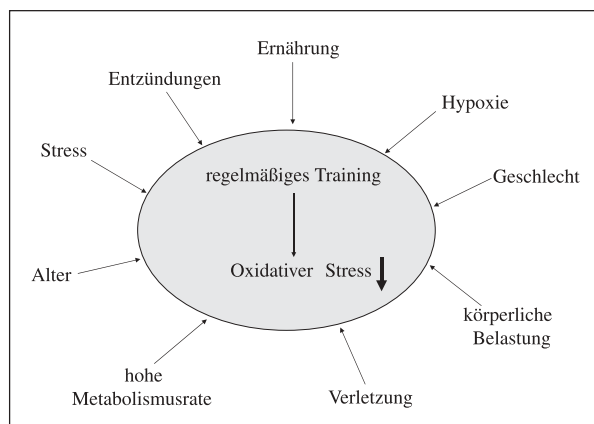 Ernährung
Entzündungen
Hypoxie
Stress
regelmäßiges Training
Geschlecht
Oxidativer Stress
Alter
körperliche
Belastung
hohe
Metabolismusrate
Verletzung